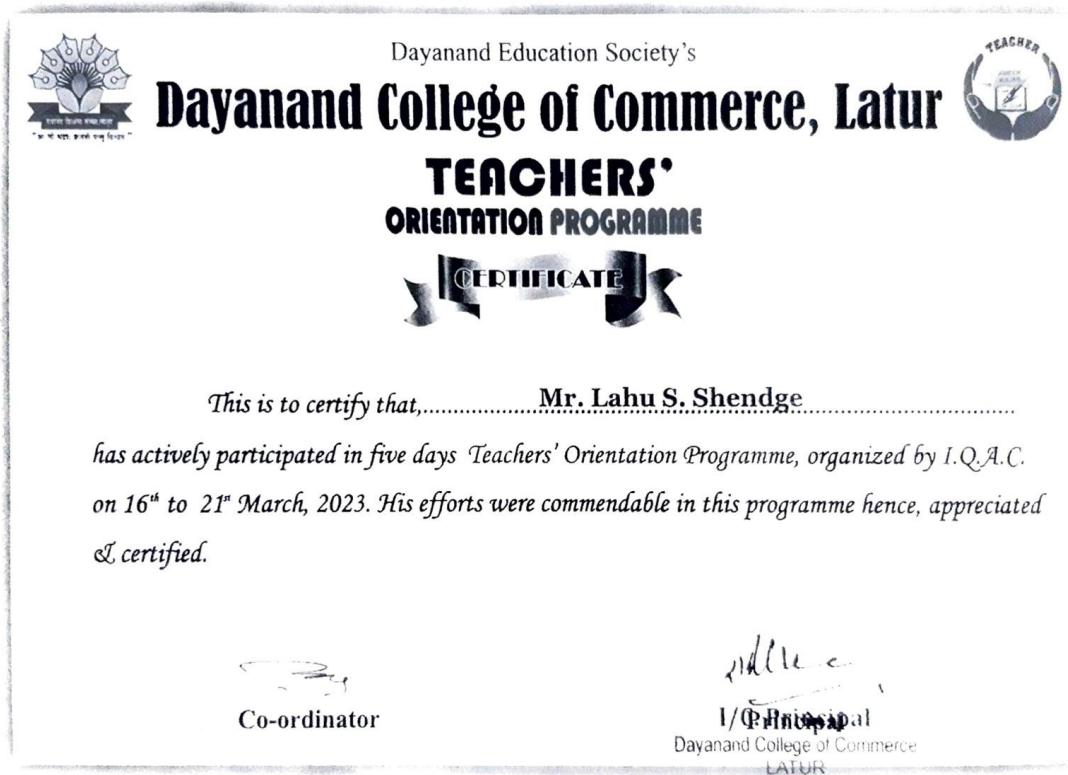 Dayanand Education Society's
Dayanand College of Commerce, Latur
TEACHER
TEACHERS'
ORIENTATION PROGRAMME
CERTIFICATE
This is to certify that,......................Mr. Lahu S. Shendge......................................
has actively participated in five days Teachers' Orientation Programme, organized by I.Q.A.C.
on 16th to 21st March, 2023. His efforts were commendable in this programme hence, appreciated
& certified.
Co-ordinator
I/C. Principal
Principal
Dayanand College of Commerce
LATUR